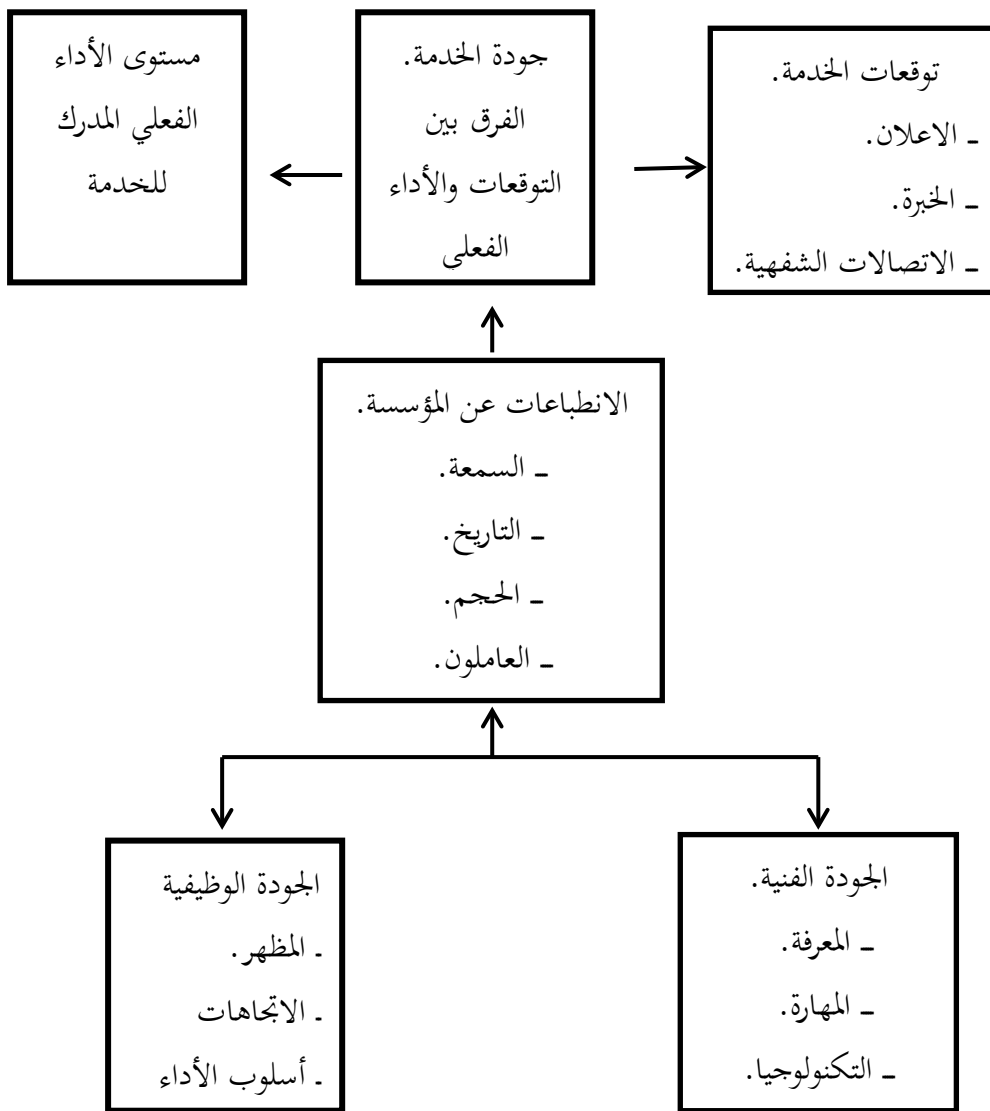 توقعات الخدمة.
ـ الاعلان.
ـ الخبرة.
ـ الاتصالات الشفهية.
جودة الخدمة.
الفرق بين
التوقعات والأداء
الفعلى
مستوى الأداء
الفعلي المدرك
للخدمة
الانطباعات عن المؤسسة.
ـ السمعة.
ـ التاريخ.
ـ الحجم.
ـ العاملون.
الجودة الفنية.
ـ المعرفة.
ـ المهارة.
ـ التكنولوجيا.
الجودة الوظيفية
ـ المظهر.
ـ الاتجاهات
ـ أسلوب الأداء